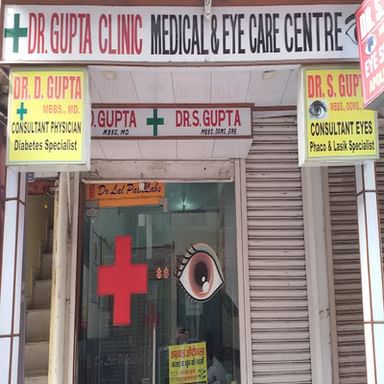 DR. GUPTA CLINIC MEDICAL & EYE CARE CENTRE
DR. D. GUPTA
MBBS, MD.
CONSULTANT PHYSICIAN
Diabetes Specialist
D. GUPTA
MBBS, MD
DR.S.GUPTA
MBBS, DOMS, DNB
DR. S. GUPT
MBBS, DOMS,
CONSULTANT EYES
Phaco & Lasik Specialist
Dr Lal PathLabs